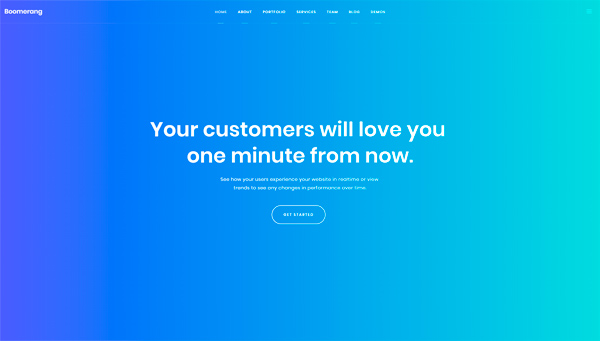 Boomerang
HOME ABOUT PORTFOLIO SERVICES TEAM BLOG DEMOS
Your customers will love you
one minute from now.
See how your users experience your website in realtime or view
trends to see any changes in performance over time.
GET STARTED